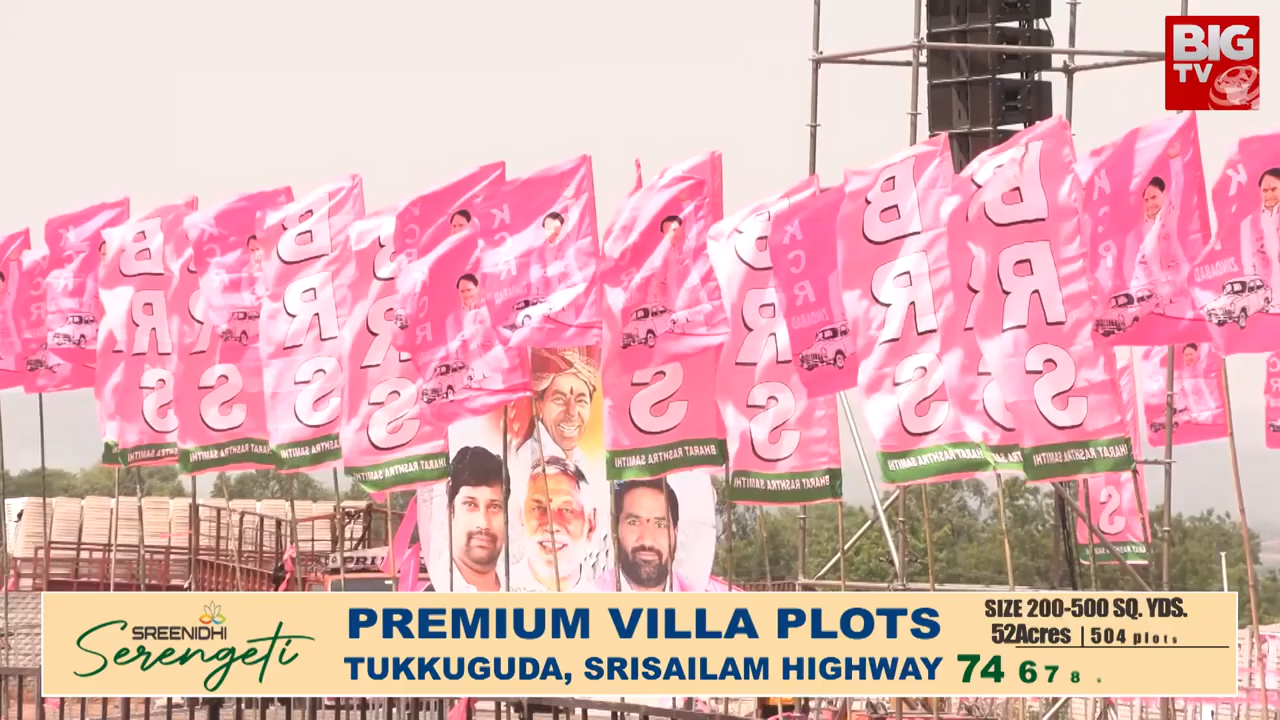 BIG
TV
B
R
S
BHARAT RASHTRA SAMITHI
K
C
R
ZINDABAD
SREENIDHI
Serengeti
PREMIUM VILLA PLOTS
TUKKUGUDA, SRISAILAM HIGHWAY
SIZE 200-500 SQ. YDS.
52Acres | 504 plots
74 678